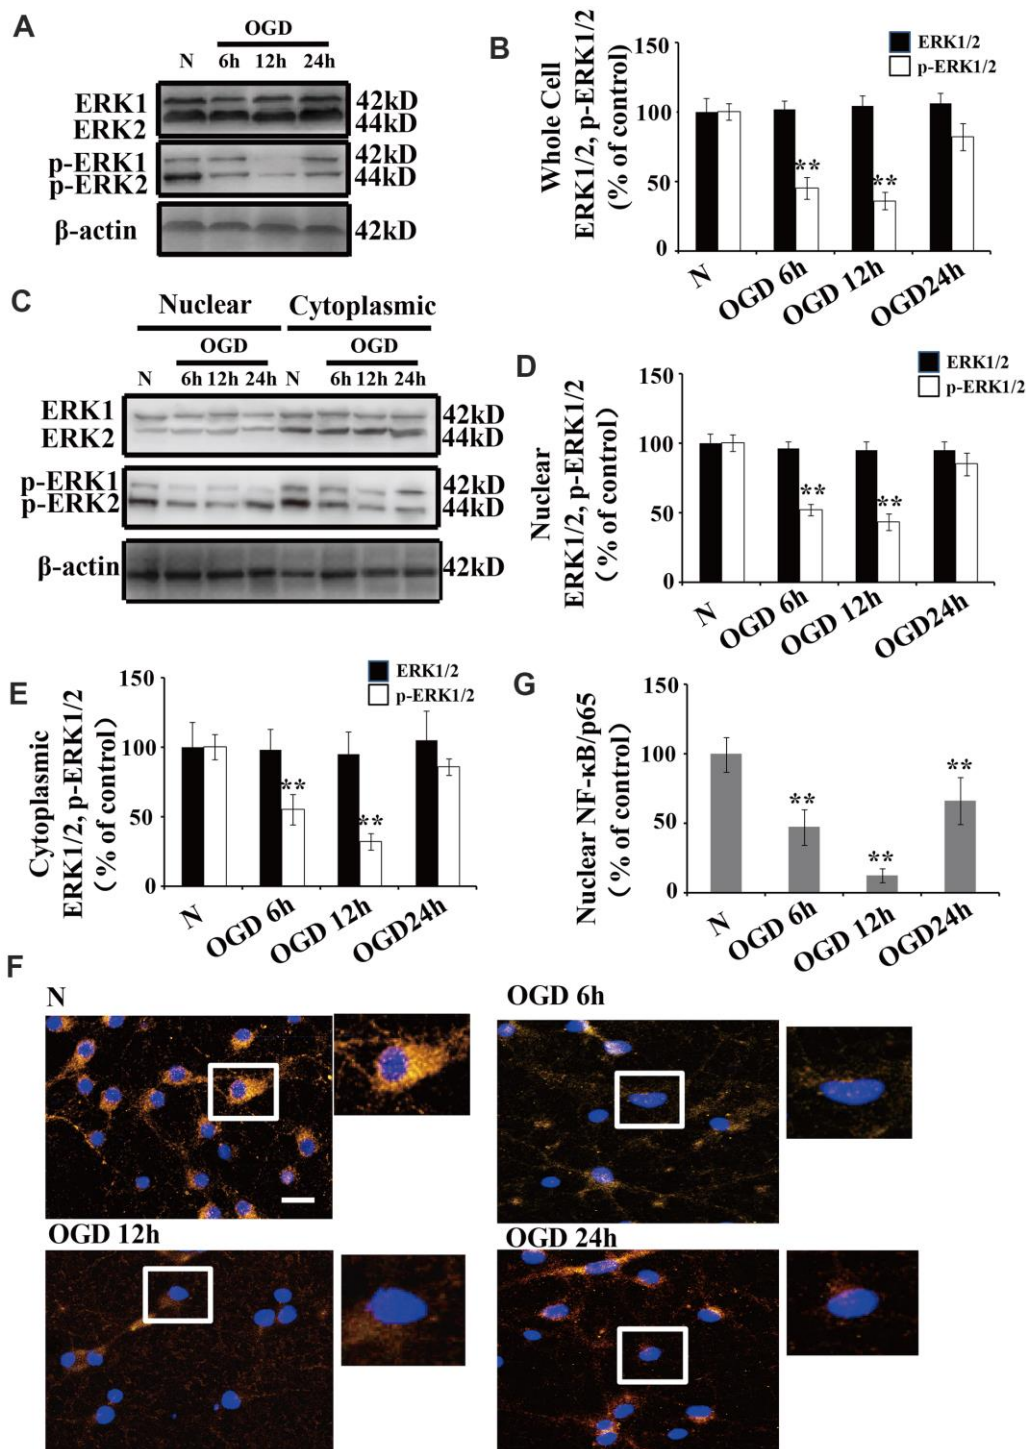 A
OGD
N 6h 12h 24h
ERK1 42kD
ERK2 44kD
p-ERK1 42kD
p-ERK2 44kD
β-actin 42kD
B
Whole Cell
ERK1/2, p-ERK1/2
(% of control)
150
100
50
0
ERK1/2
p-ERK1/2
**
**
N
OGD 6h
OGD 12h
OGD24h
C
Nuclear Cytoplasmic
OGD OGD
N 6h 12h 24h N 6h 12h 24h
ERK1 42kD
ERK2 44kD
p-ERK1 42kD
p-ERK2 44kD
β-actin 42kD
D
Nuclear
ERK1/2, p-ERK1/2
(% of control)
150
100
50
0
ERK1/2
p-ERK1/2
**
**
N
OGD 6h
OGD 12h
OGD24h
E
Cytoplasmic
ERK1/2, p-ERK1/2
(% of control)
150
100
50
0
ERK1/2
p-ERK1/2
**
**
N
OGD 6h
OGD 12h
OGD24h
G
Nuclear NF-κB/p65
(% of control)
150
100
50
0
**
**
**
N
OGD 6h
OGD 12h
OGD24h
F
N
OGD 6h
OGD 12h
OGD 24h